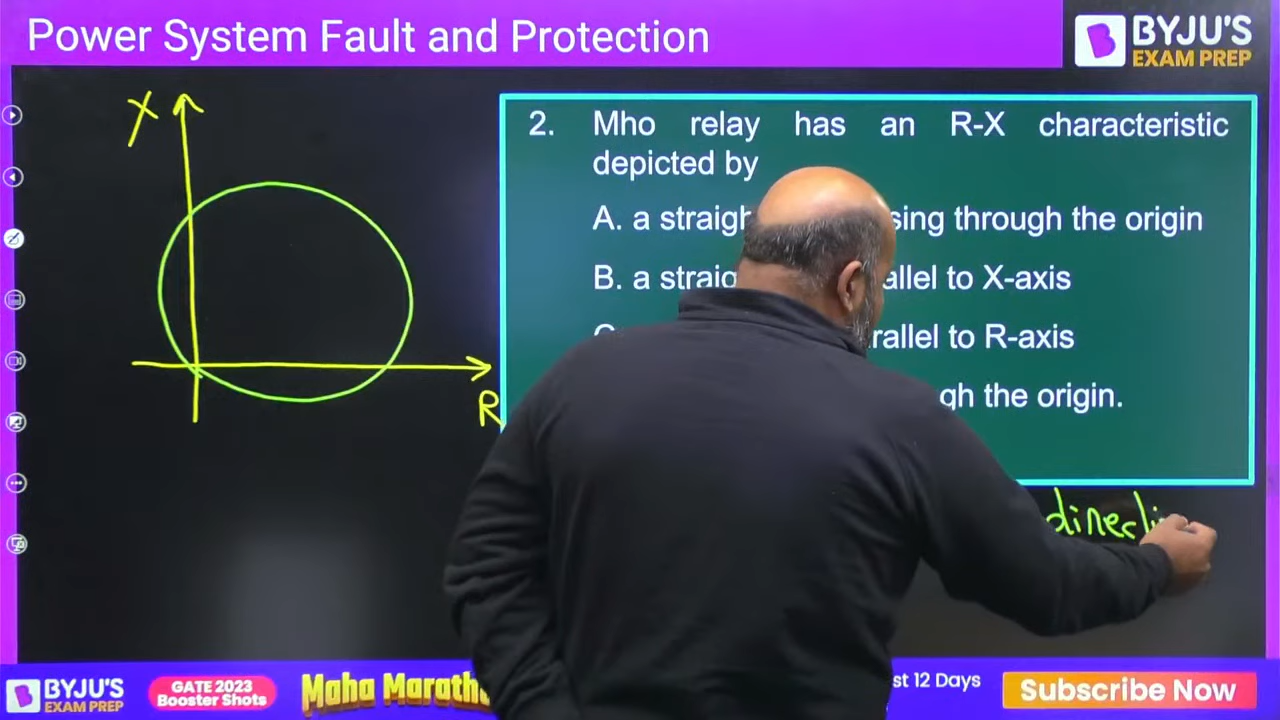 Power System Fault and Protection
BYJU'S
EXAM PREP
X
R
2. Mho relay has an R-X characteristic
depicted by
A. a straigh sing through the origin
B. a straig allel to X-axis
rallel to R-axis
gh the origin.
directi
BYJU'S
EXAM PREP
GATE 2023
Booster Shots
Maha Marath
st 12 Days
Subscribe Now